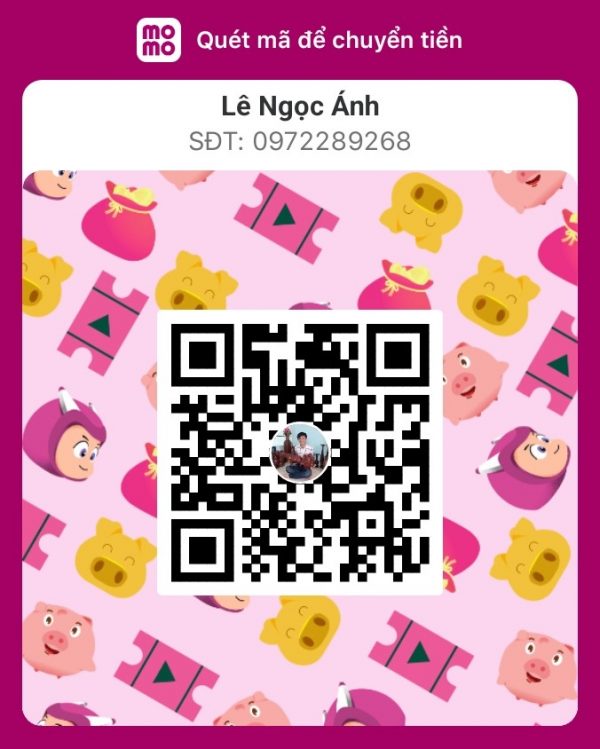 mo
mo
Quét mã để chuyển tiền
Lê Ngọc Ánh
SĐT: 0972289268